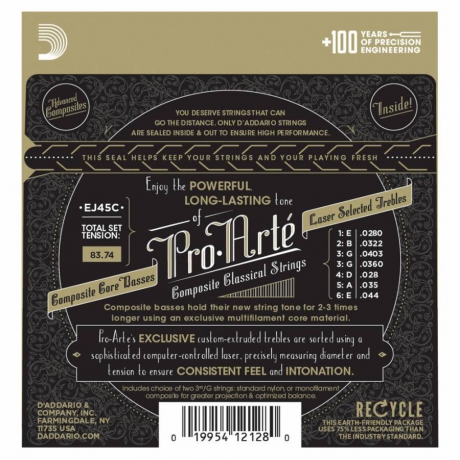 D
+100 YEARS OF PRECISION ENGINEERING
Advanced Composites
Inside!
YOU DESERVE STRINGS THAT CAN
GO THE DISTANCE. ONLY D'ADDARIO STRINGS
ARE SEALED INSIDE & OUT TO ENSURE HIGH PERFORMANCE.
THIS SEAL HELPS KEEP YOUR STRINGS AND YOUR PLAYING FRESH
Enjoy the POWERFUL
LONG-LASTING tone
of
Pro·Arté
Composite Classical Strings
•EJ45C•
TOTAL SET
TENSION:
83.74
Composite Core Basses
Laser Selected Trebles
1: E .0280
2: B .0322
3: G .0403
3: G .0360
4: D .028
5: A .035
6: E .044
Composite basses hold their new string tone for 2-3 times
longer using an exclusive multifilament core material.
Pro-Arte's EXCLUSIVE custom-extruded trebles are sorted using a
sophisticated computer-controlled laser, precisely measuring diameter and
tension to ensure CONSISTENT FEEL and INTONATION.
Includes choice of two 3rd/G strings: standard nylon, or monofilament
composite for greater projection & optimized balance.
D'ADDARIO &
COMPANY, INC.
FARMINGDALE, NY
11735 USA
DADDARIO.COM
0 19954 12128 0
RECYCLE
THIS EARTH-FRIENDLY PACKAGE
USES 75% LESS PACKAGING THAN
THE INDUSTRY STANDARD.